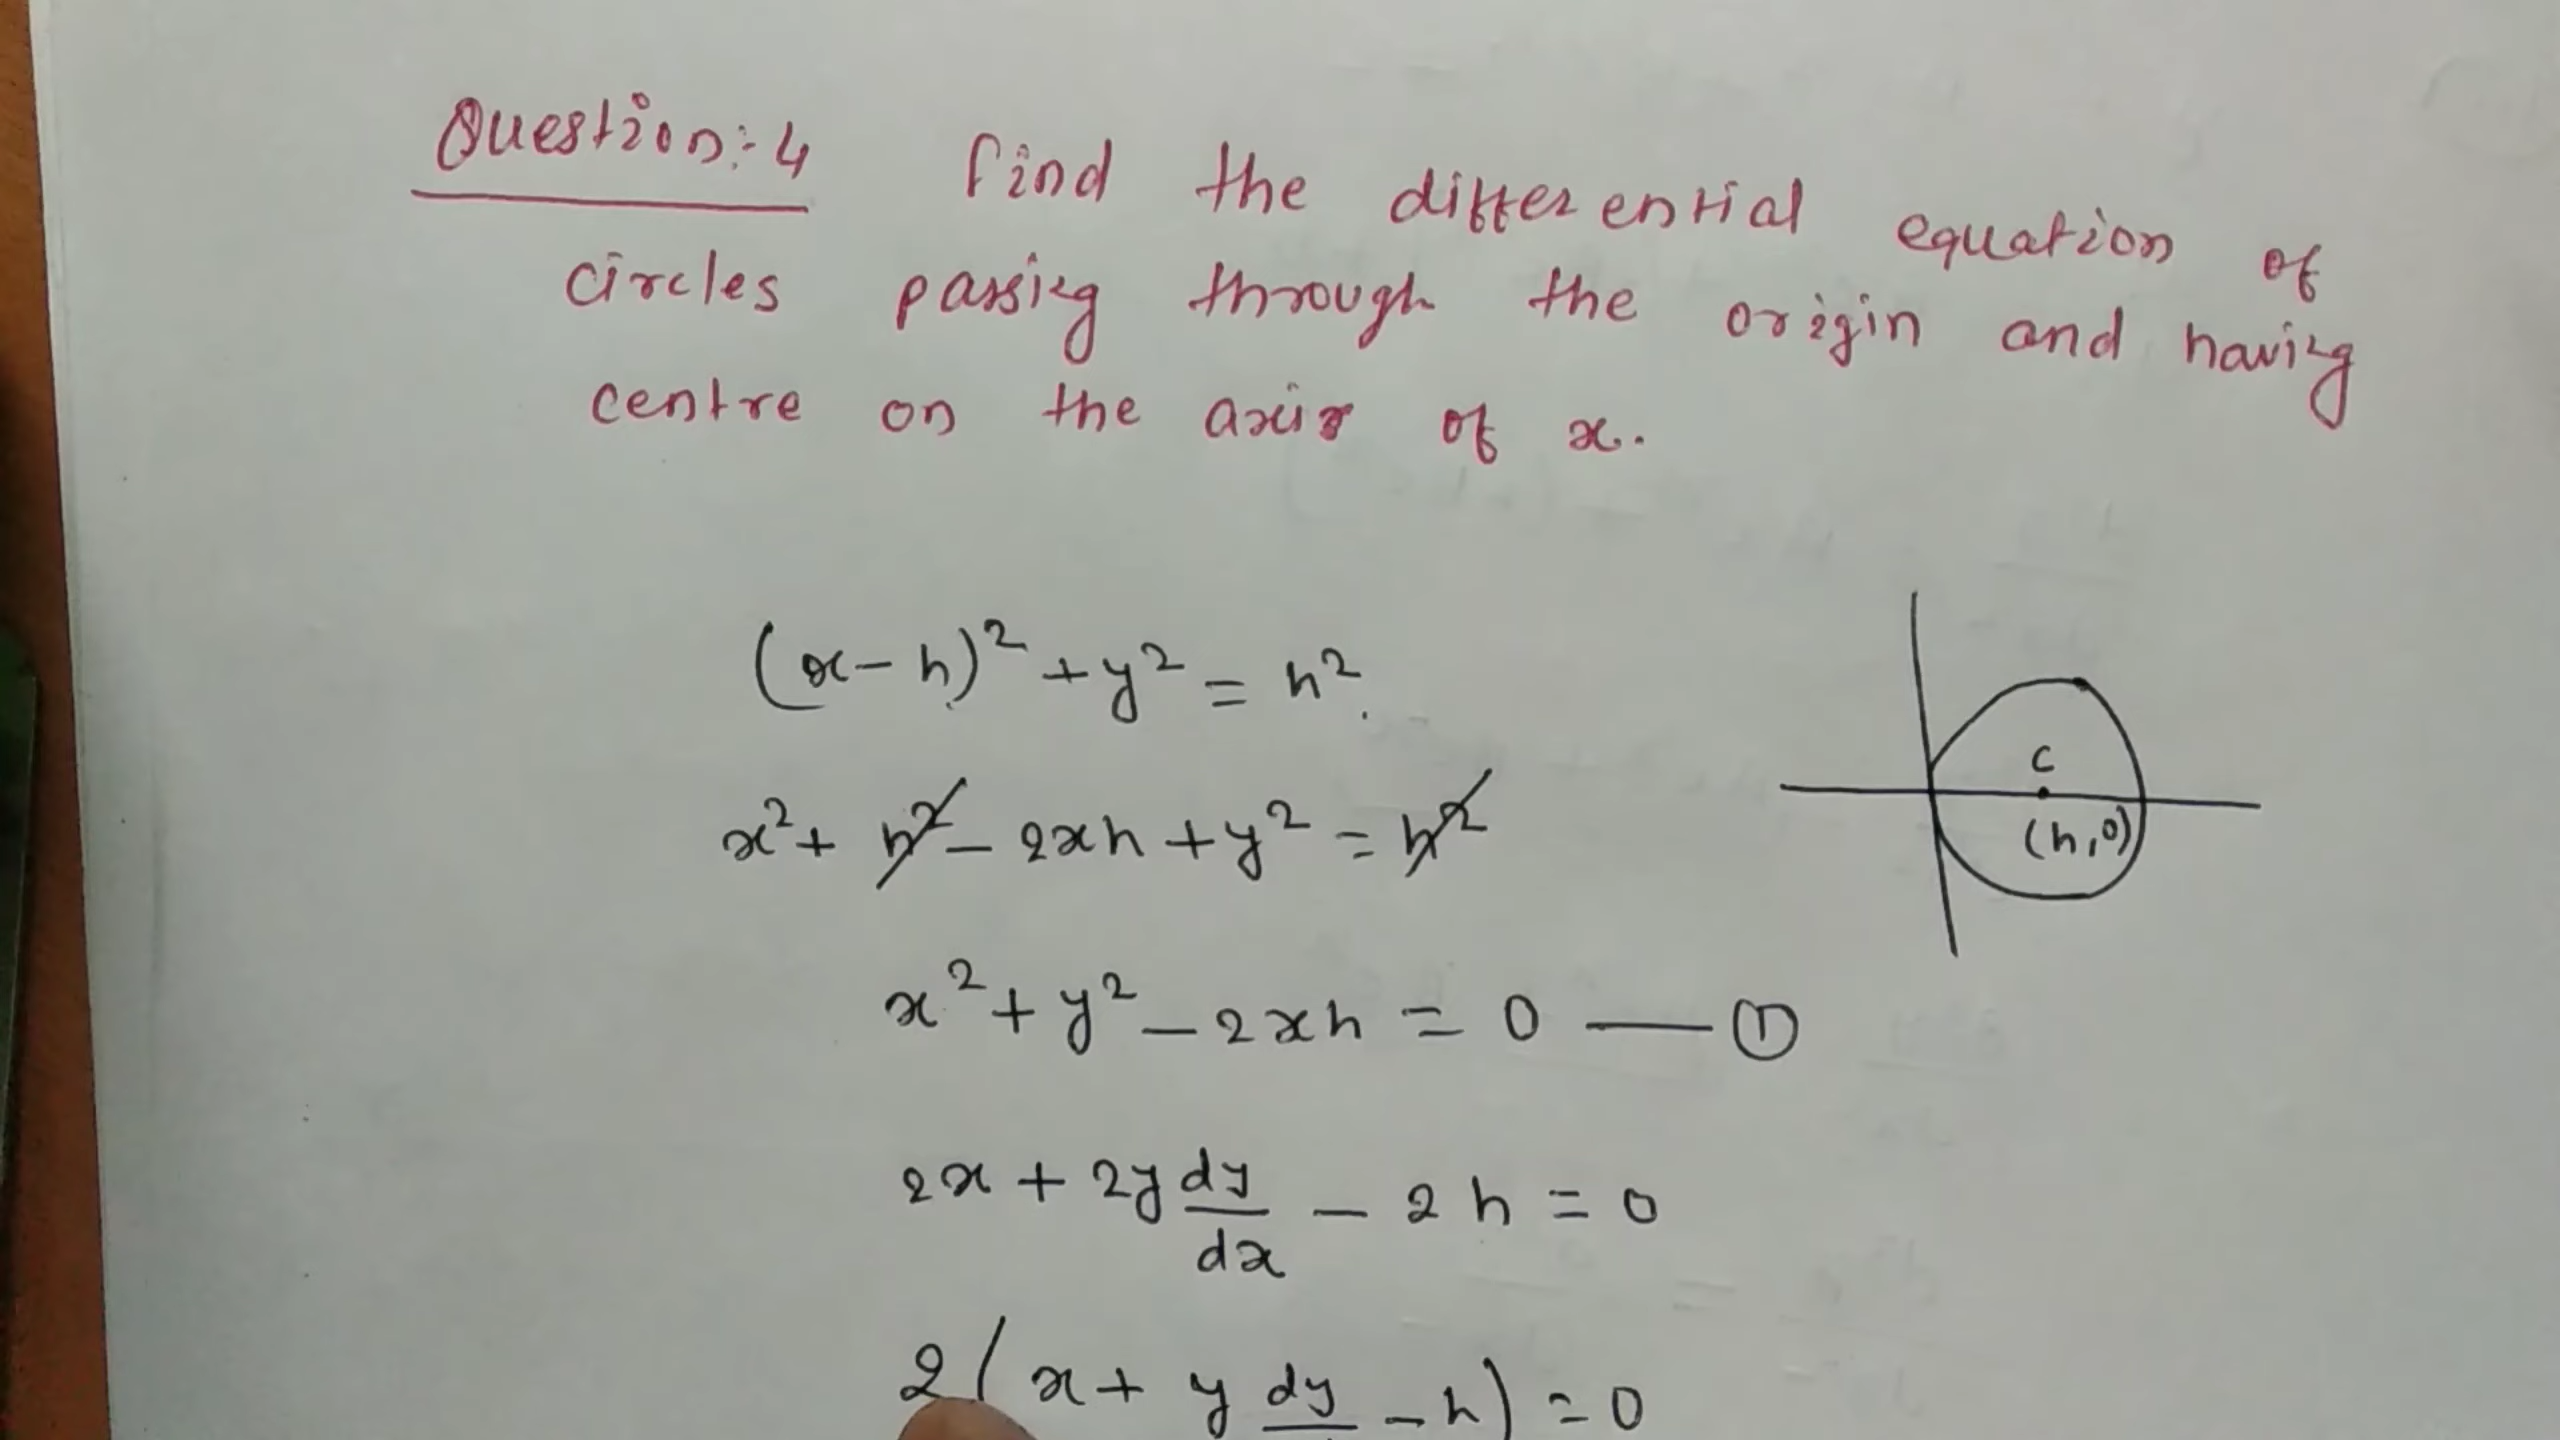 Question:- 4 find the differential equation of
circles passing through the origin and having
centre on the axis of x.
(x-h)² + y² = h².
x² + h² - 2xh + y² = h²
C
(h,0)
x² + y² - 2xh = 0 — ①
2x + 2y dy/dx - 2h = 0
2(x + y dy - h) = 0